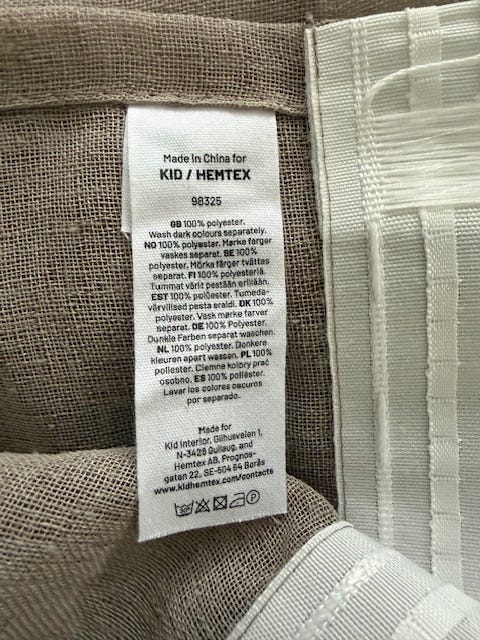 Made in China for
KID / HEMTEX
98325
GB 100% polyester.
Wash dark colours separately.
NO 100% polyester. Mørke farger
vaskes separat. SE 100%
polyester. Mörka färger tvättas
separat. FI 100% polyesteriä.
Tummat värit pestään erillään.
EST 100% polüester. Tumeda-
värvilised pesta eraldi. DK 100%
polyester. Vask mørke farver
separat. DE 100% Polyester.
Dunkle Farben separat waschen.
NL 100% polyester. Donkere
kleuren apart wassen. PL 100%
poliester. Ciemne kolory prać
osobno. ES 100% poliéster.
Lavar los colores oscuros
por separado.
Made for
Kid Interior, Gilhusveien 1,
N-3426 Gullaug, and
Hemtex AB, Prognos-
gatan 22, SE-504 64 Borås
www.kidhemtex.com/contacts
P